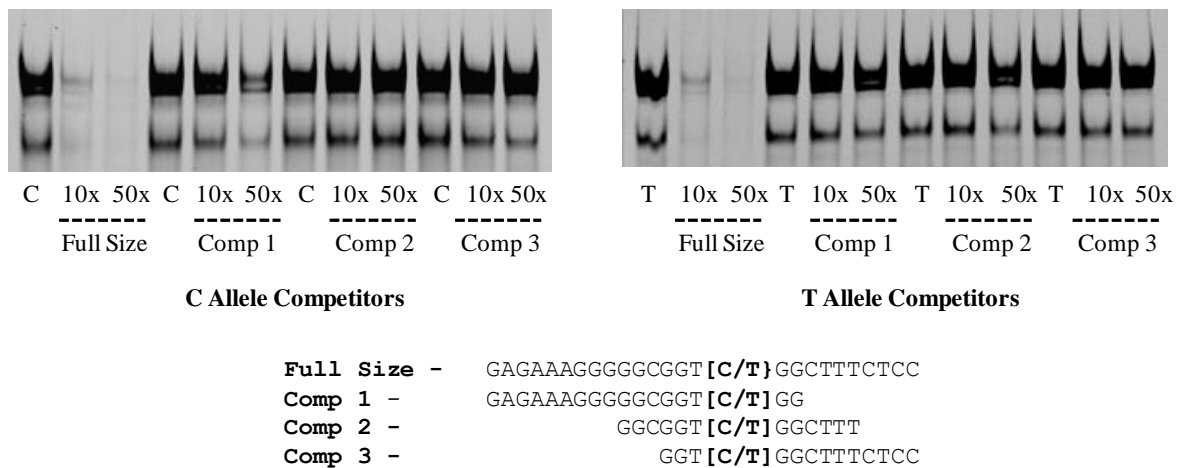 C 10x 50x C 10x 50x C 10x 50x C 10x 50x
Full Size Comp 1 Comp 2 Comp 3
C Allele Competitors
T 10x 50x T 10x 50x T 10x 50x T 10x 50x
Full Size Comp 1 Comp 2 Comp 3
T Allele Competitors
Full Size - GAGAAAGGGGGCGGT[C/T}GGCTTTCTCC
Comp 1 - GAGAAAGGGGGCGGT[C/T]GG
Comp 2 - GGCGGT[C/T]GGCTTT
Comp 3 - GGT[C/T]GGCTTTCTCC